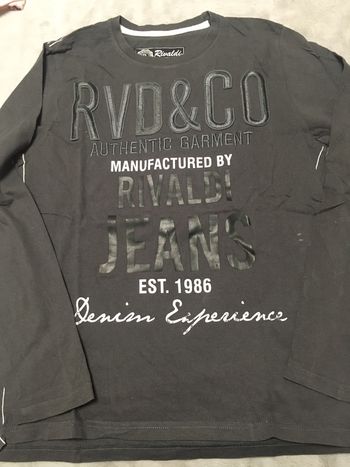 Rivaldi
RVD&CO
AUTHENTIC GARMENT
MANUFACTURED BY
RIVALDI
JEANS
EST. 1986
Denim Experience